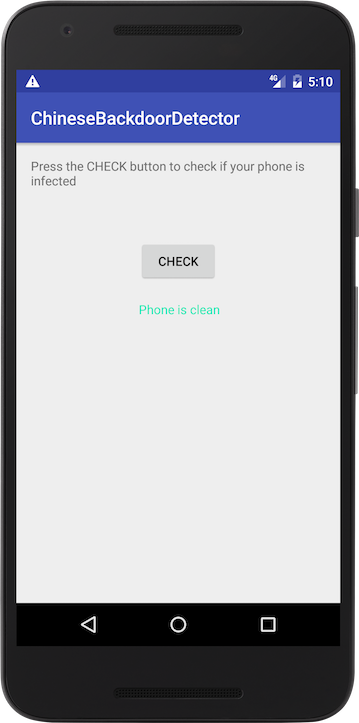 4G
5:10
ChineseBackdoorDetector
Press the CHECK button to check if your phone is
infected
CHECK
Phone is clean